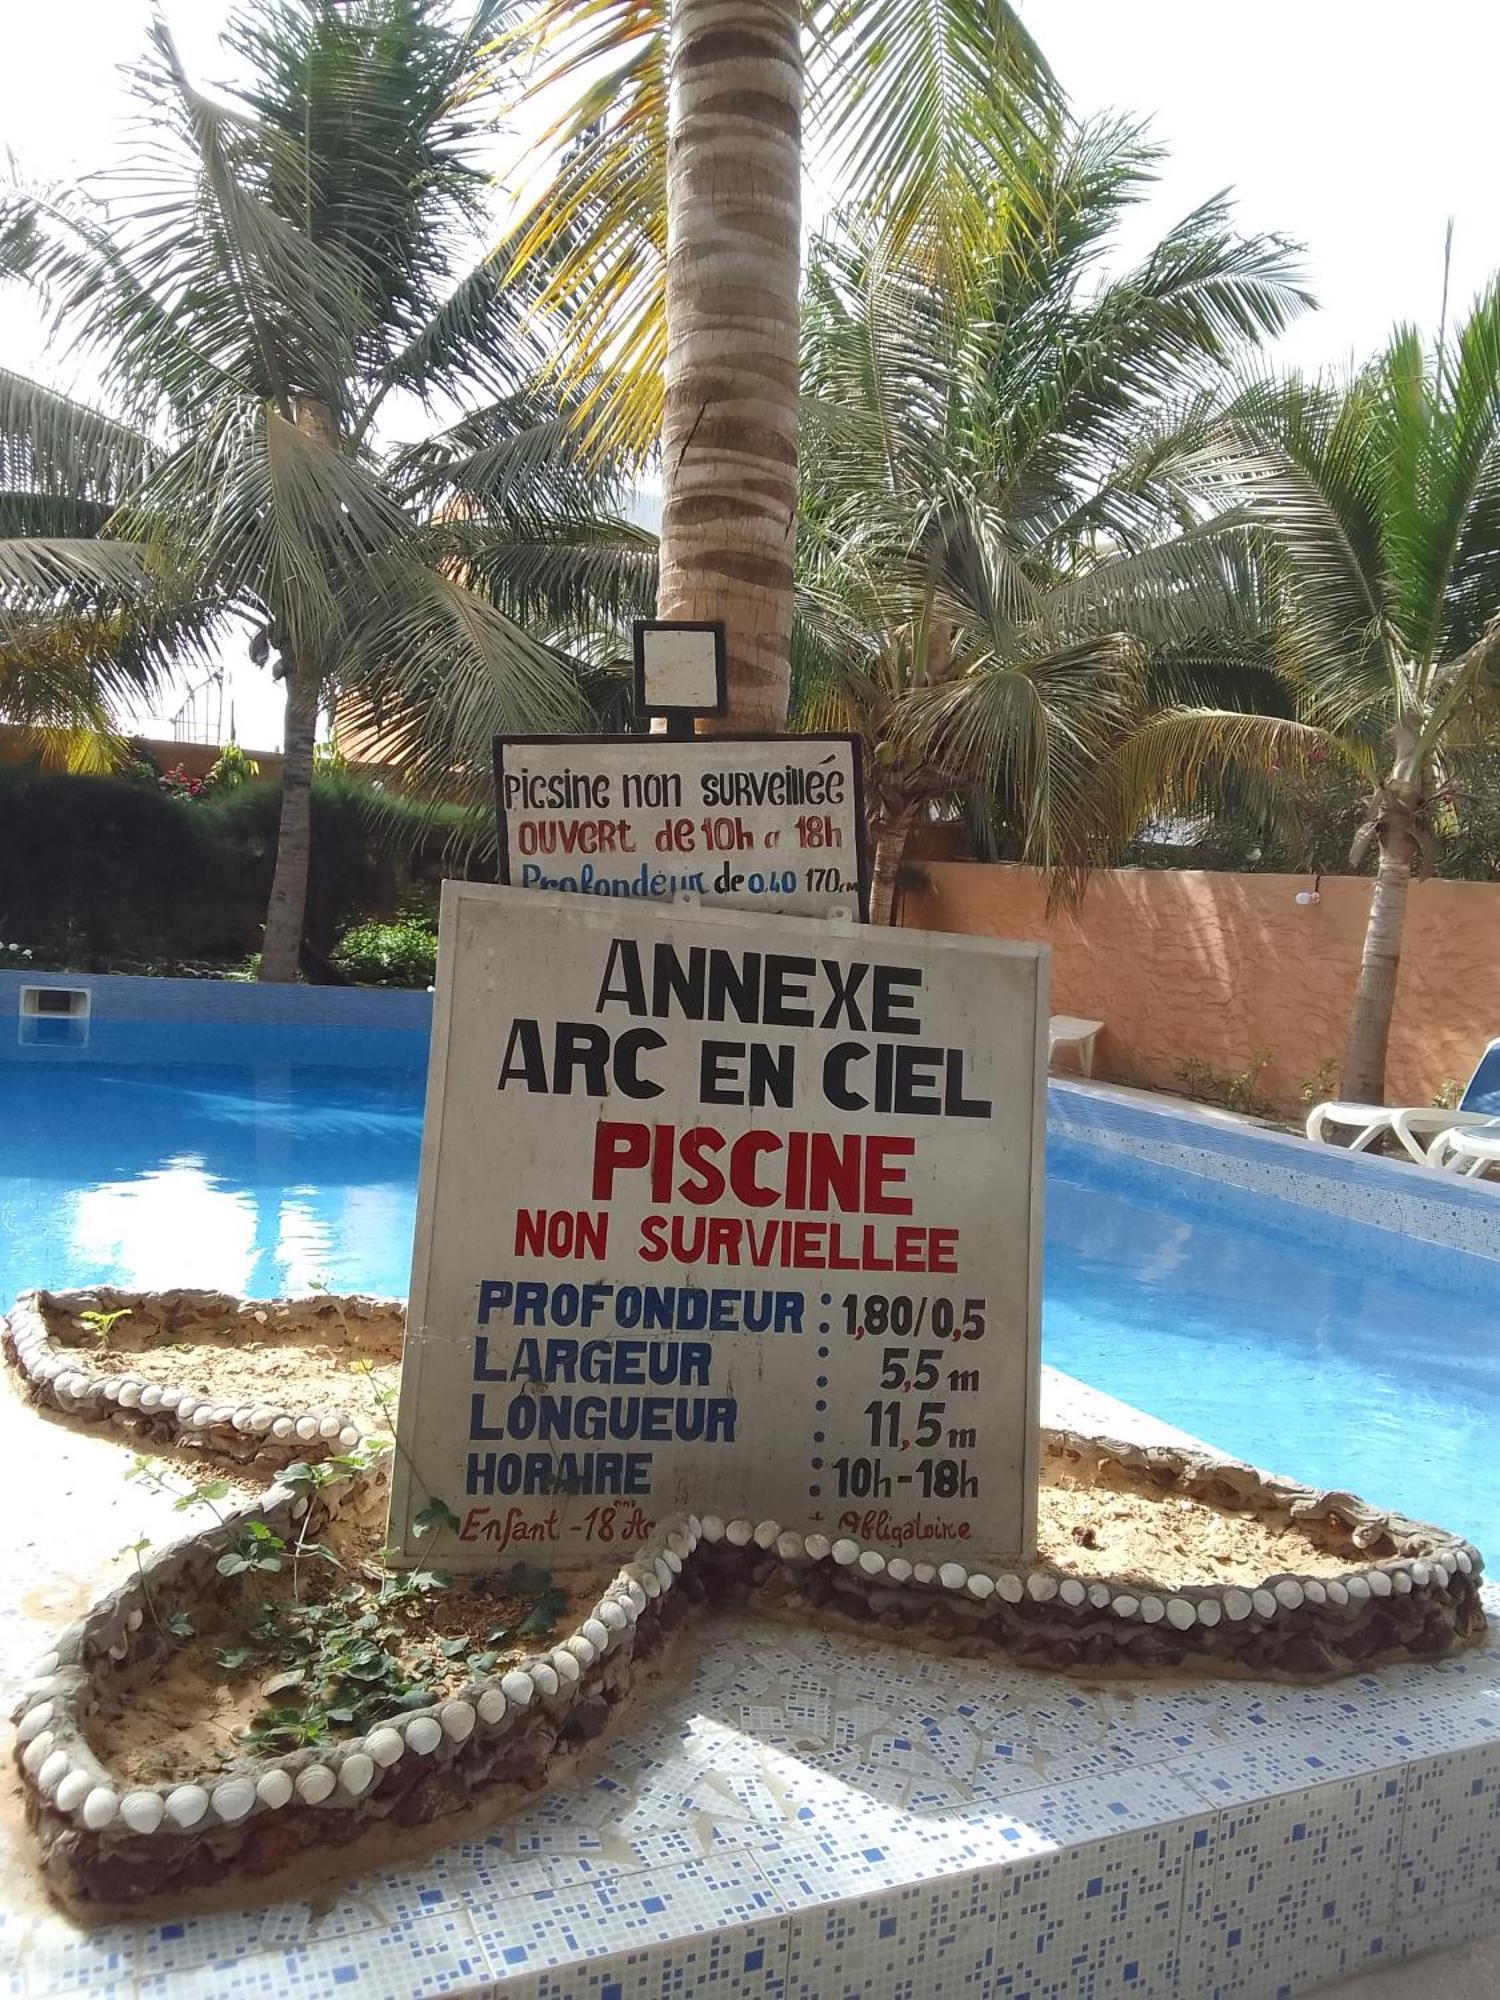 Picsine non surveillée
ouvert de 10h a 18h
Profondeur de 0.40 170cm
ANNEXE
ARC EN CIEL
PISCINE
NON SURVIELLEE
PROFONDEUR : 1,80/0,5
LARGEUR : 5,5 m
LONGUEUR : 11,5 m
HORAIRE : 10h-18h
Enfant -18 Obligatoire